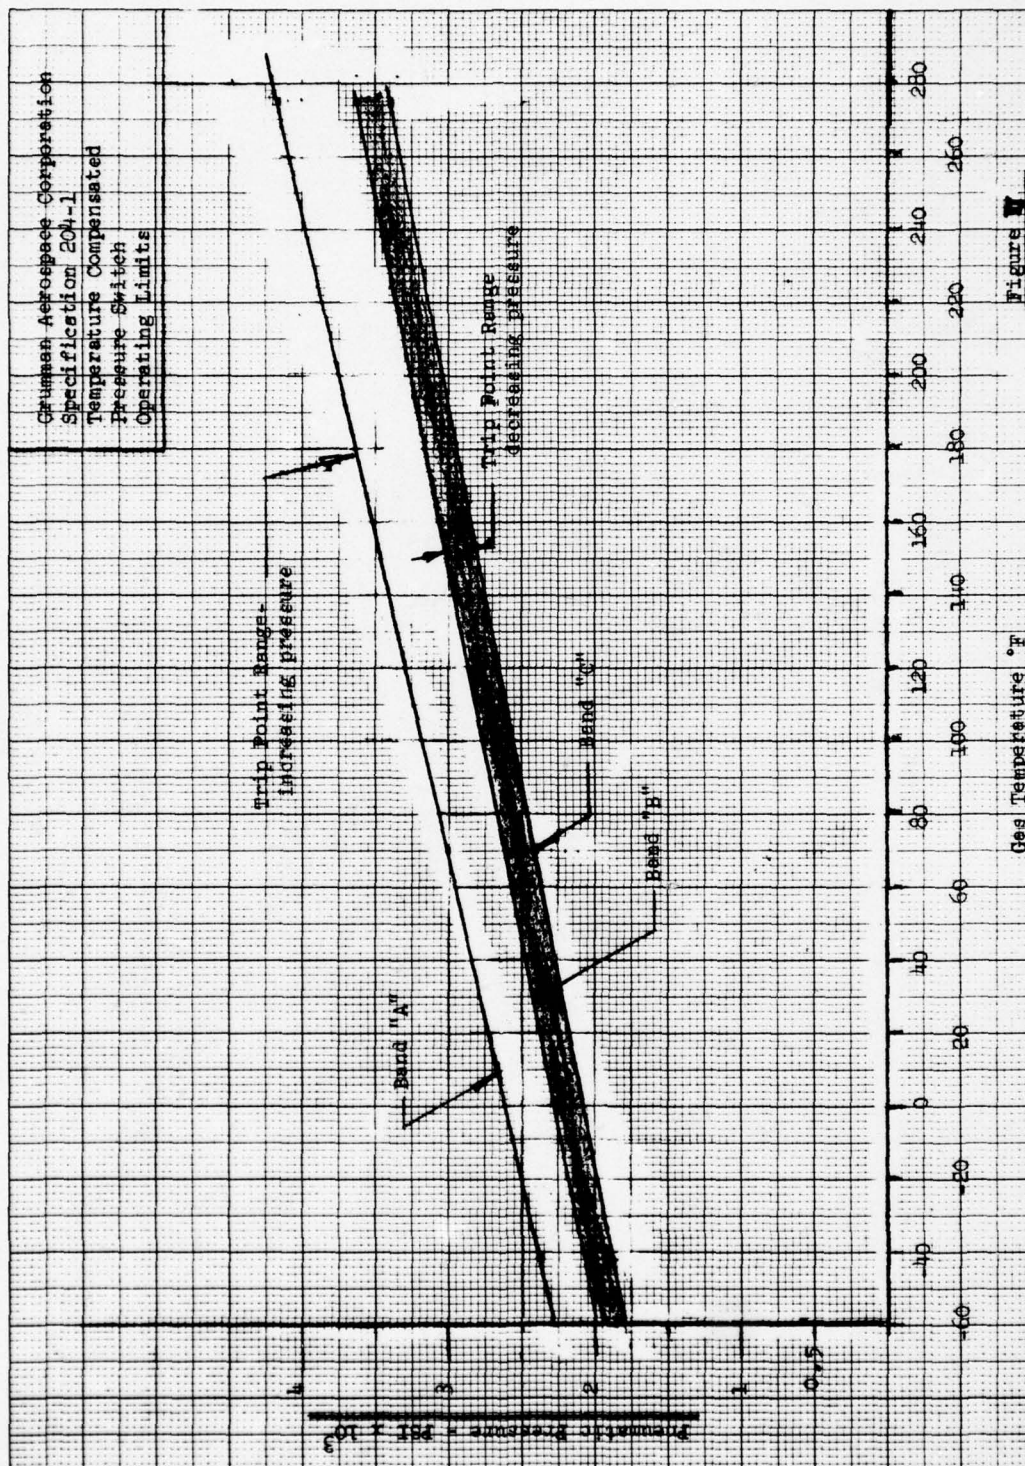 Grumman Aerospace Corporation
Specification 204-1
Temperature Compensated
Pressure Switch
Operating Limits
Trip Point Range-
increasing pressure
Trip Point Range
decreasing pressure
Band "A"
Band "C"
Band "B"
Pneumatic Pressure - PSI x 10³
4
3
2
1
0.5
-60 -40 -20 0 20 40 60 80 100 120 140 160 180 200 220 240 260 280
Gas Temperature °F
Figure